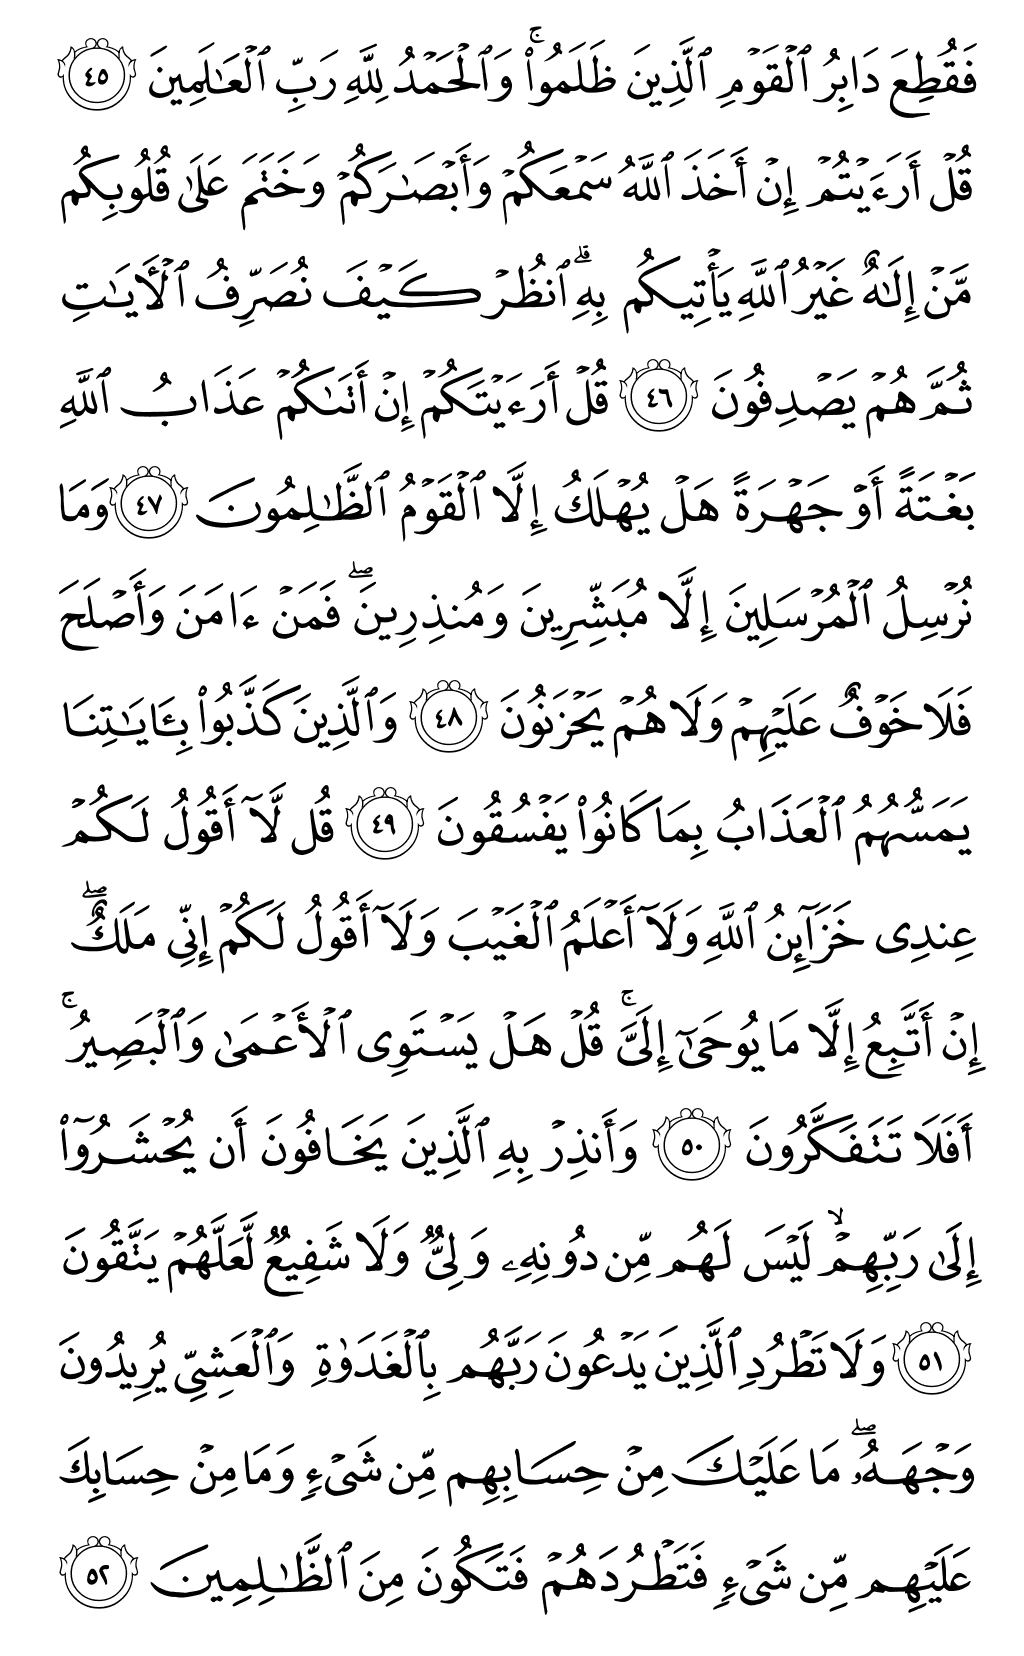 فَقُطِعَ دَابِرُ ٱلْقَوْمِ ٱلَّذِينَ ظَلَمُوا۟ ۚ وَٱلْحَمْدُ لِلَّهِ رَبِّ ٱلْعَـٰلَمِينَ ٤٥
قُلْ أَرَءَيْتُمْ إِنْ أَخَذَ ٱللَّهُ سَمْعَكُمْ وَأَبْصَـٰرَكُمْ وَخَتَمَ عَلَىٰ قُلُوبِكُم
مَّنْ إِلَـٰهٌ غَيْرُ ٱللَّهِ يَأْتِيكُم بِهِ ۗ ٱنظُرْ كَيْفَ نُصَرِّفُ ٱلْـَٔايَـٰتِ
ثُمَّ هُمْ يَصْدِفُونَ ٤٦ قُلْ أَرَءَيْتَكُمْ إِنْ أَتَىٰكُمْ عَذَابُ ٱللَّهِ
بَغْتَةً أَوْ جَهْرَةً هَلْ يُهْلَكُ إِلَّا ٱلْقَوْمُ ٱلظَّـٰلِمُونَ ٤٧ وَمَا
نُرْسِلُ ٱلْمُرْسَلِينَ إِلَّا مُبَشِّرِينَ وَمُنذِرِينَ ۖ فَمَنْ ءَامَنَ وَأَصْلَحَ
فَلَا خَوْفٌ عَلَيْهِمْ وَلَا هُمْ يَحْزَنُونَ ٤٨ وَٱلَّذِينَ كَذَّبُوا۟ بِـَٔايَـٰتِنَا
يَمَسُّهُمُ ٱلْعَذَابُ بِمَا كَانُوا۟ يَفْسُقُونَ ٤٩ قُل لَّآ أَقُولُ لَكُمْ
عِندِى خَزَآئِنُ ٱللَّهِ وَلَآ أَعْلَمُ ٱلْغَيْبَ وَلَآ أَقُولُ لَكُمْ إِنِّى مَلَكٌ ۖ
إِنْ أَتَّبِعُ إِلَّا مَا يُوحَىٰٓ إِلَىَّ ۚ قُلْ هَلْ يَسْتَوِى ٱلْأَعْمَىٰ وَٱلْبَصِيرُ ۚ
أَفَلَا تَتَفَكَّرُونَ ٥٠ وَأَنذِرْ بِهِ ٱلَّذِينَ يَخَافُونَ أَن يُحْشَرُوٓا۟
إِلَىٰ رَبِّهِمْ ۙ لَيْسَ لَهُم مِّن دُونِهِۦ وَلِىٌّ وَلَا شَفِيعٌ لَّعَلَّهُمْ يَتَّقُونَ
٥١ وَلَا تَطْرُدِ ٱلَّذِينَ يَدْعُونَ رَبَّهُم بِٱلْغَدَوٰةِ وَٱلْعَشِىِّ يُرِيدُونَ
وَجْهَهُۥ ۖ مَا عَلَيْكَ مِنْ حِسَابِهِم مِّن شَىْءٍ وَمَا مِنْ حِسَابِكَ
عَلَيْهِم مِّن شَىْءٍ فَتَطْرُدَهُمْ فَتَكُونَ مِنَ ٱلظَّـٰلِمِينَ ٥٢